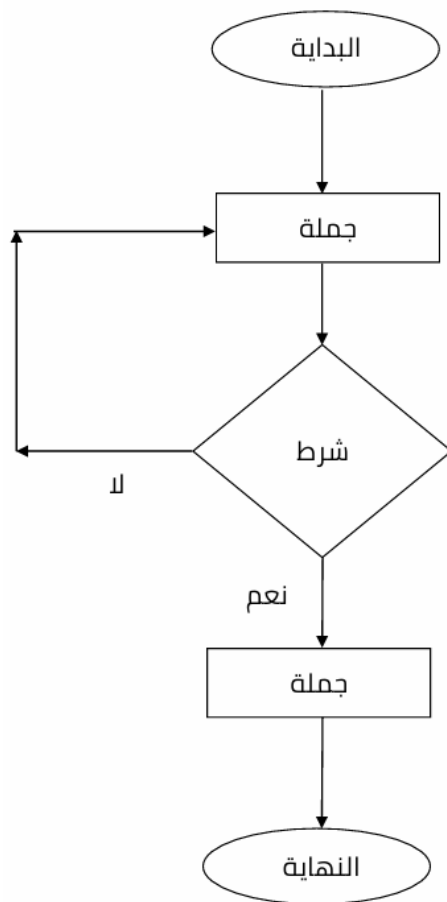 البداية
جملة
شرط
لا
نعم
جملة
النهاية